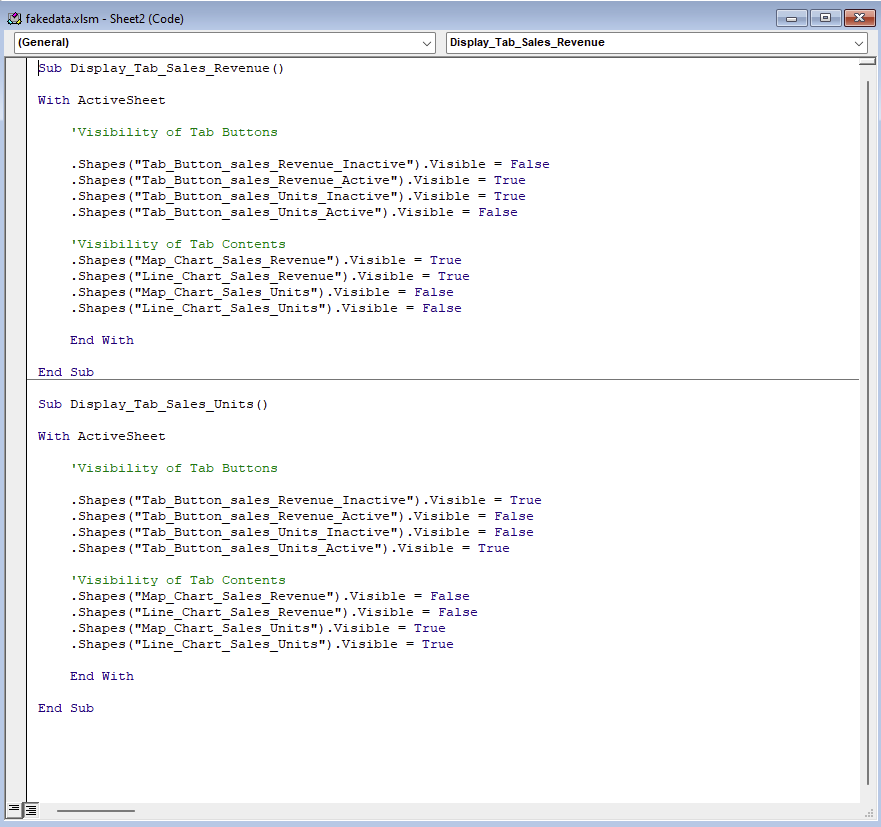 fakedata.xlsm - Sheet2 (Code)
(General)
Display_Tab_Sales_Revenue
Sub Display_Tab_Sales_Revenue()
With ActiveSheet
'Visibility of Tab Buttons
.Shapes("Tab_Button_sales_Revenue_Inactive").Visible = False
.Shapes("Tab_Button_sales_Revenue_Active").Visible = True
.Shapes("Tab_Button_sales_Units_Inactive").Visible = True
.Shapes("Tab_Button_sales_Units_Active").Visible = False
'Visibility of Tab Contents
.Shapes("Map_Chart_Sales_Revenue").Visible = True
.Shapes("Line_Chart_Sales_Revenue").Visible = True
.Shapes("Map_Chart_Sales_Units").Visible = False
.Shapes("Line_Chart_Sales_Units").Visible = False
End With
End Sub
Sub Display_Tab_Sales_Units()
With ActiveSheet
'Visibility of Tab Buttons
.Shapes("Tab_Button_sales_Revenue_Inactive").Visible = True
.Shapes("Tab_Button_sales_Revenue_Active").Visible = False
.Shapes("Tab_Button_sales_Units_Inactive").Visible = False
.Shapes("Tab_Button_sales_Units_Active").Visible = True
'Visibility of Tab Contents
.Shapes("Map_Chart_Sales_Revenue").Visible = False
.Shapes("Line_Chart_Sales_Revenue").Visible = False
.Shapes("Map_Chart_Sales_Units").Visible = True
.Shapes("Line_Chart_Sales_Units").Visible = True
End With
End Sub